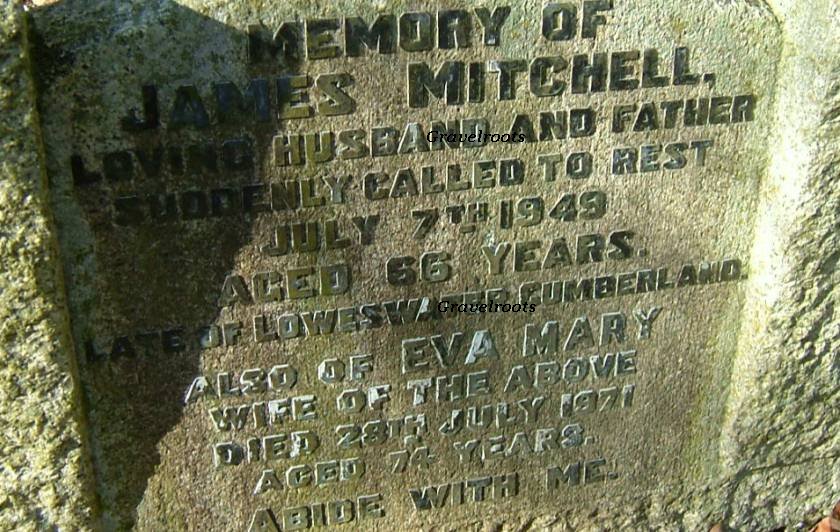 MEMORY OF
JAMES MITCHELL,
LOVING HUSBAND AND FATHER
Gravelroots
SUDDENLY CALLED TO REST
JULY 7TH 1949
AGED 66 YEARS.
LATE OF LOWESWATER CUMBERLAND.
Gravelroots
ALSO OF EVA MARY
WIFE OF THE ABOVE
DIED 28TH JULY 1971
AGED 74 YEARS.
ABIDE WITH ME.